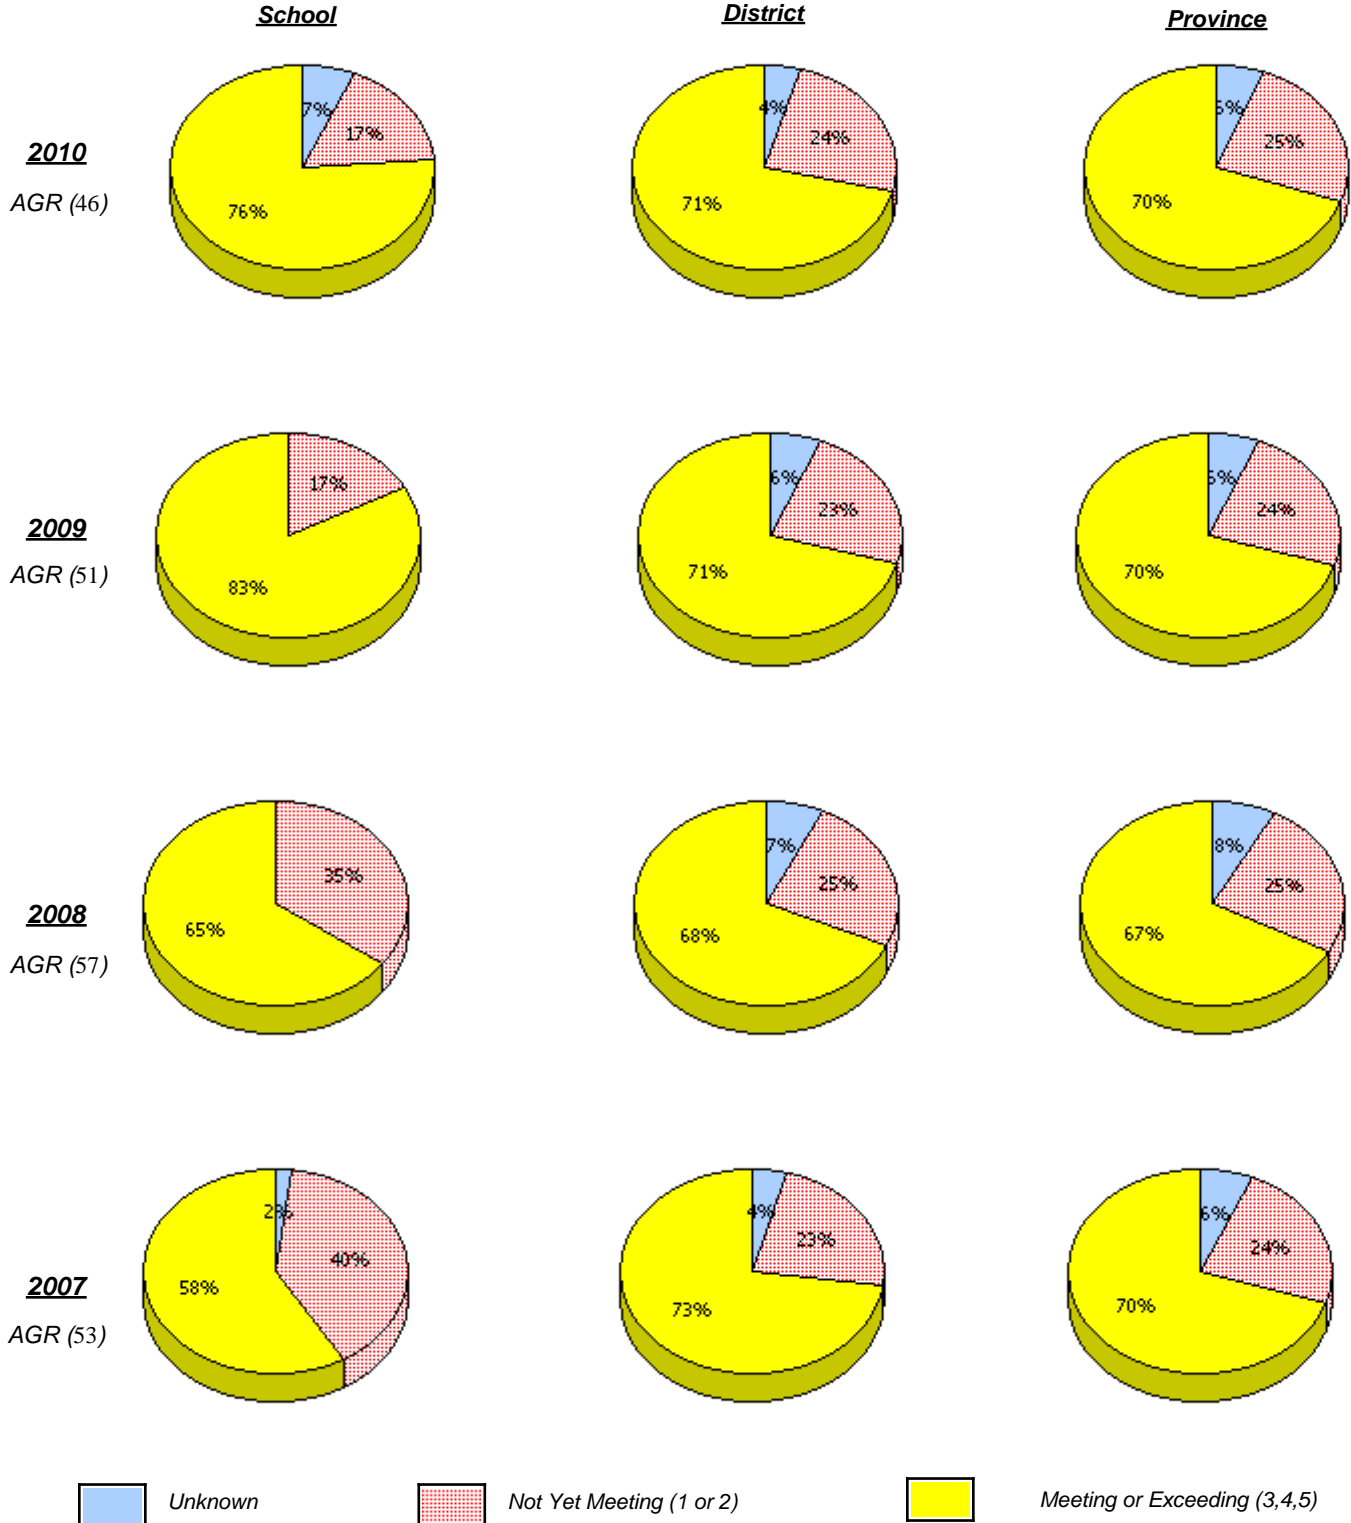 School District Province
7% 4%
17% 24% 25%
2010
AGR (46)
76% 71% 70%
17% 6%
23% 24%
2009
AGR (51)
83% 71% 70%
7% 8%
35% 25% 25%
2008
AGR (57)
65% 68% 67%
2% 4% 6%
40% 23% 24%
2007
AGR (53)
58% 73% 70%
Unknown Not Yet Meeting (1 or 2) Meeting or Exceeding (3,4,5)